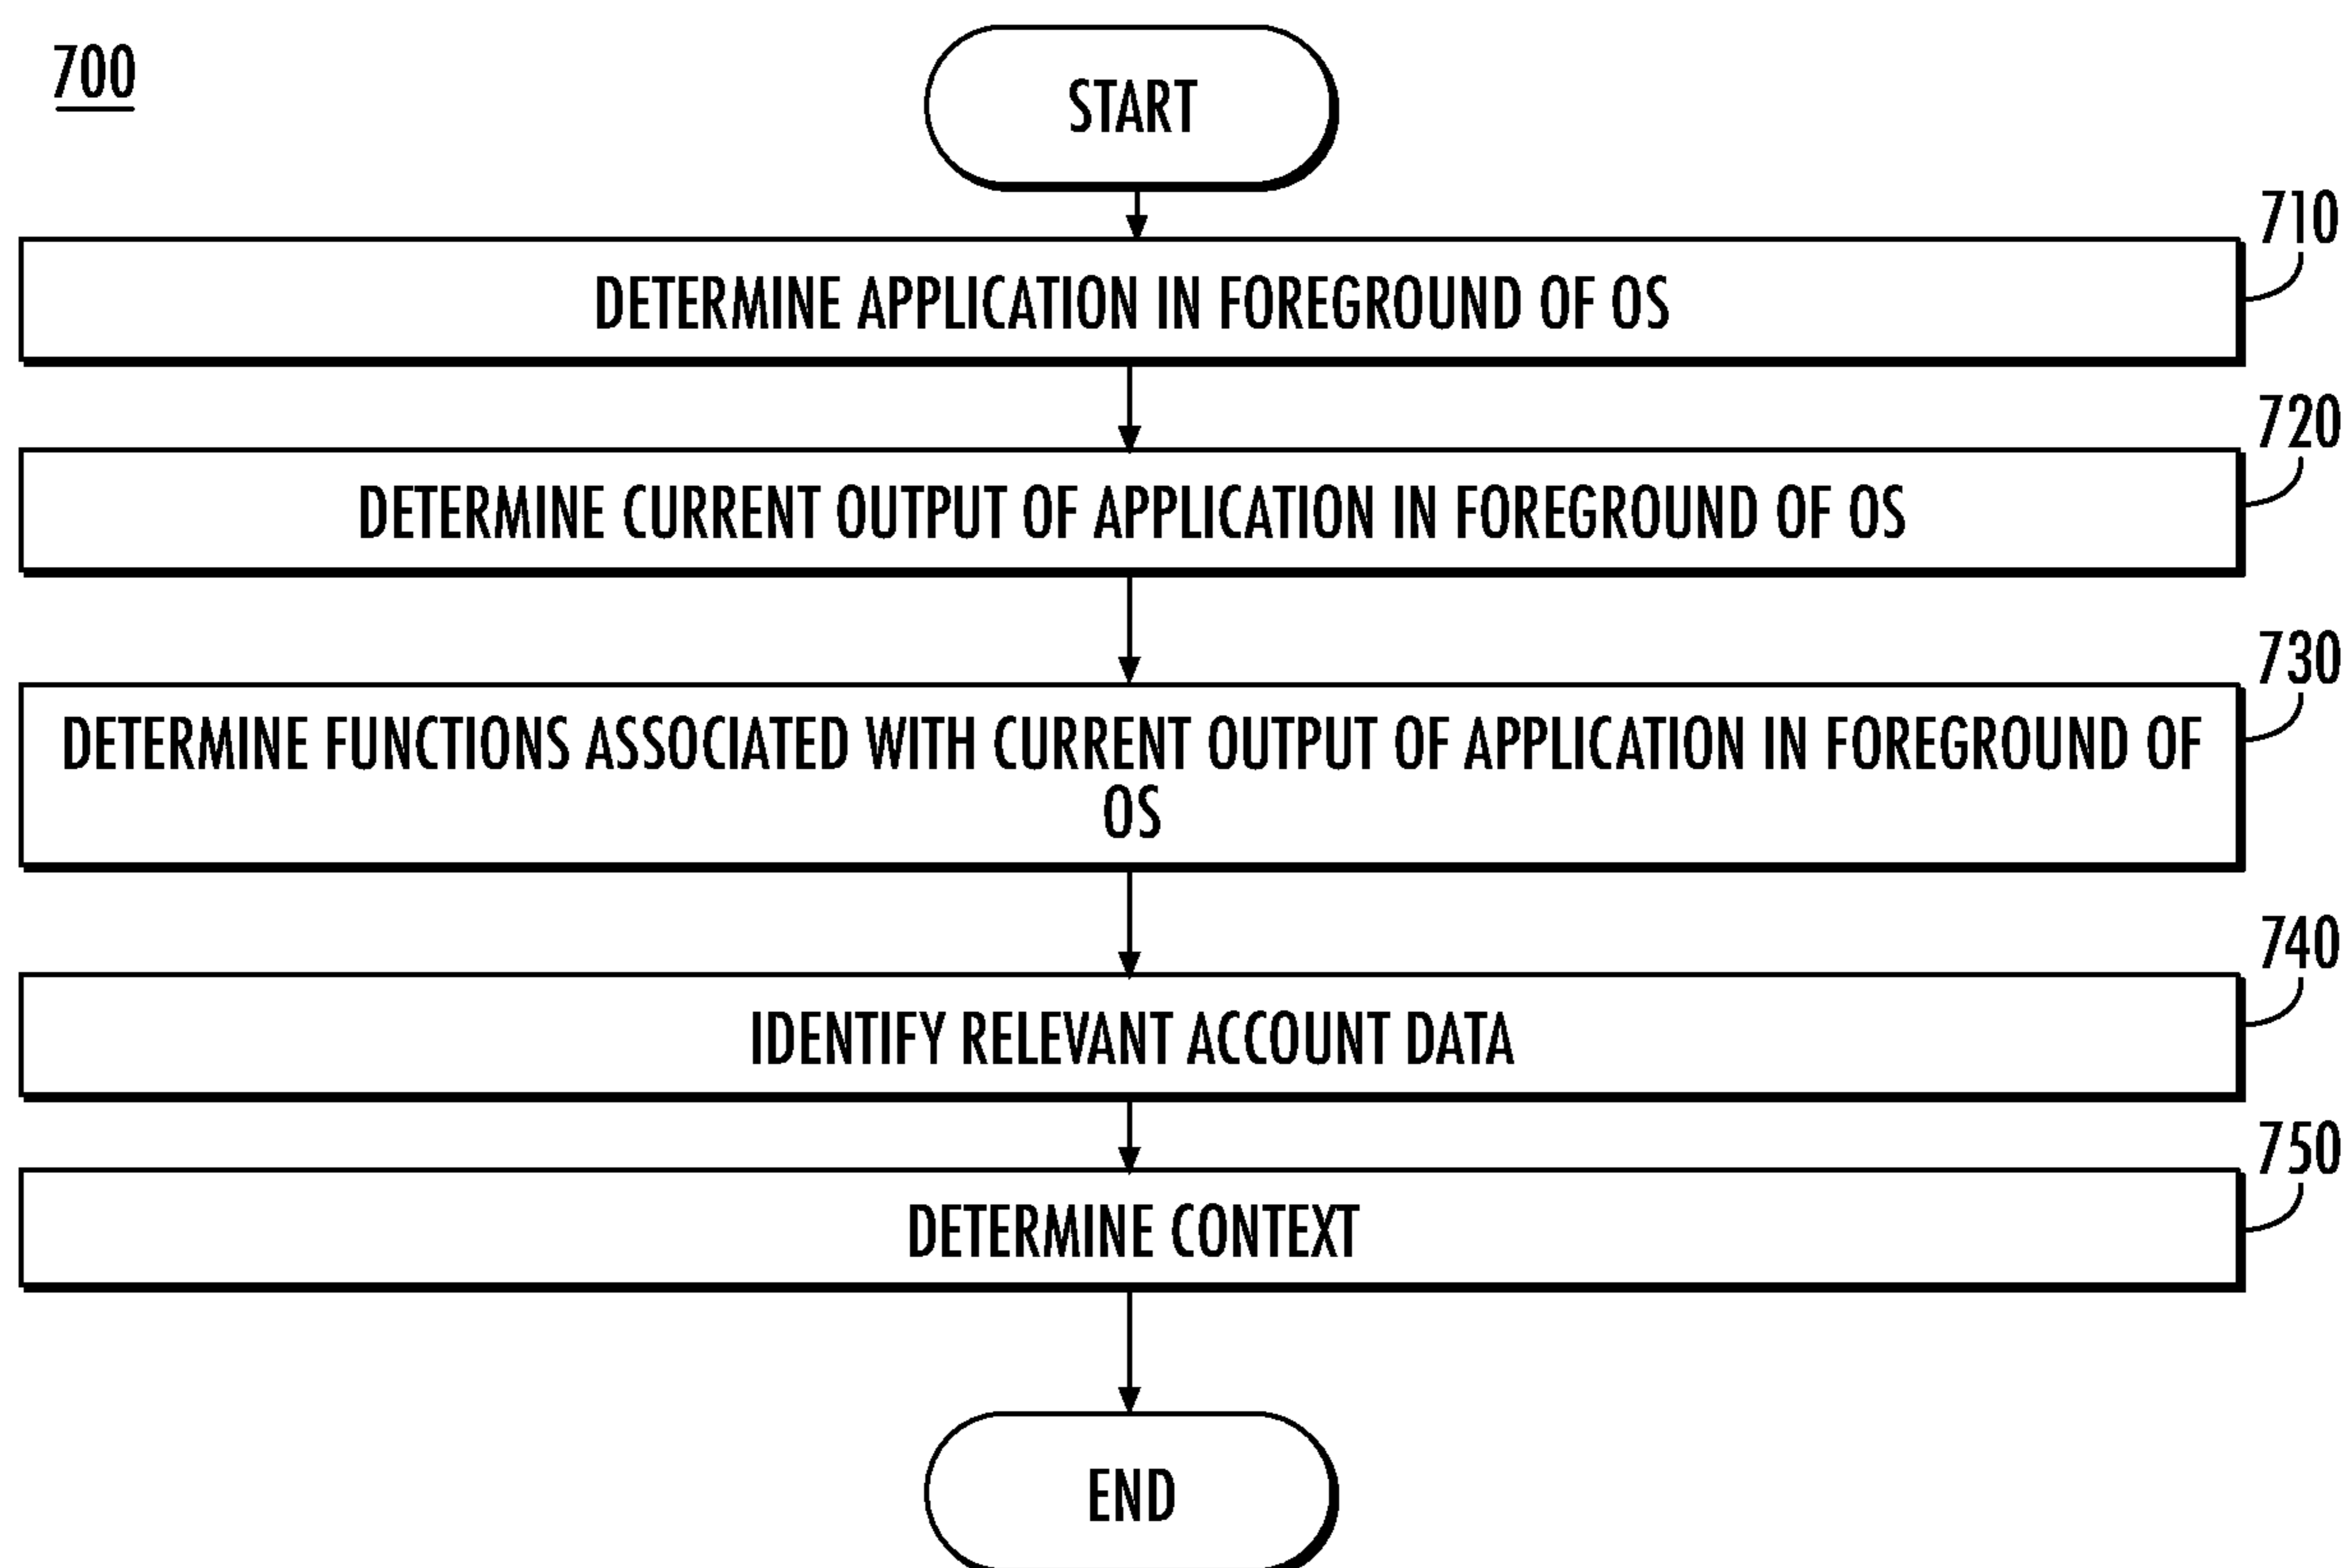 700
START
710
DETERMINE APPLICATION IN FOREGROUND OF OS
720
DETERMINE CURRENT OUTPUT OF APPLICATION IN FOREGROUND OF OS
730
DETERMINE FUNCTIONS ASSOCIATED WITH CURRENT OUTPUT OF APPLICATION IN FOREGROUND OF
OS
740
IDENTIFY RELEVANT ACCOUNT DATA
750
DETERMINE CONTEXT
END